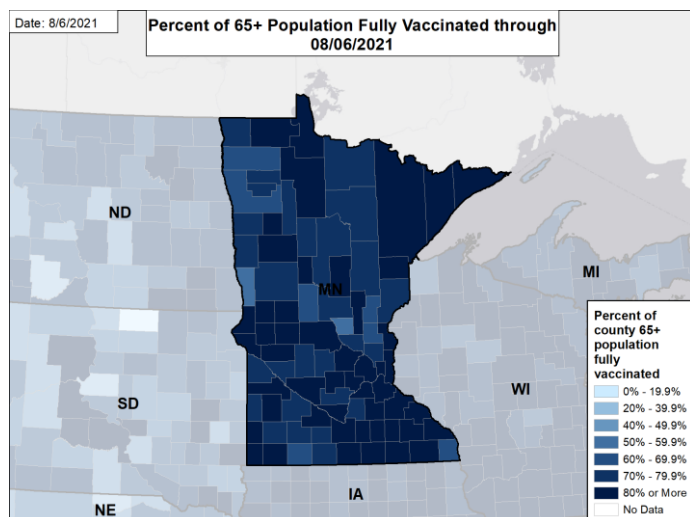 Date: 8/6/2021
Percent of 65+ Population Fully Vaccinated through
08/06/2021
ND
MN
MI
SD
WI
NE
IA
Percent of
county 65+
population
fully
vaccinated
0% - 19.9%
20% - 39.9%
40% - 49.9%
50% - 59.9%
60% - 69.9%
70% - 79.9%
80% or More
No Data